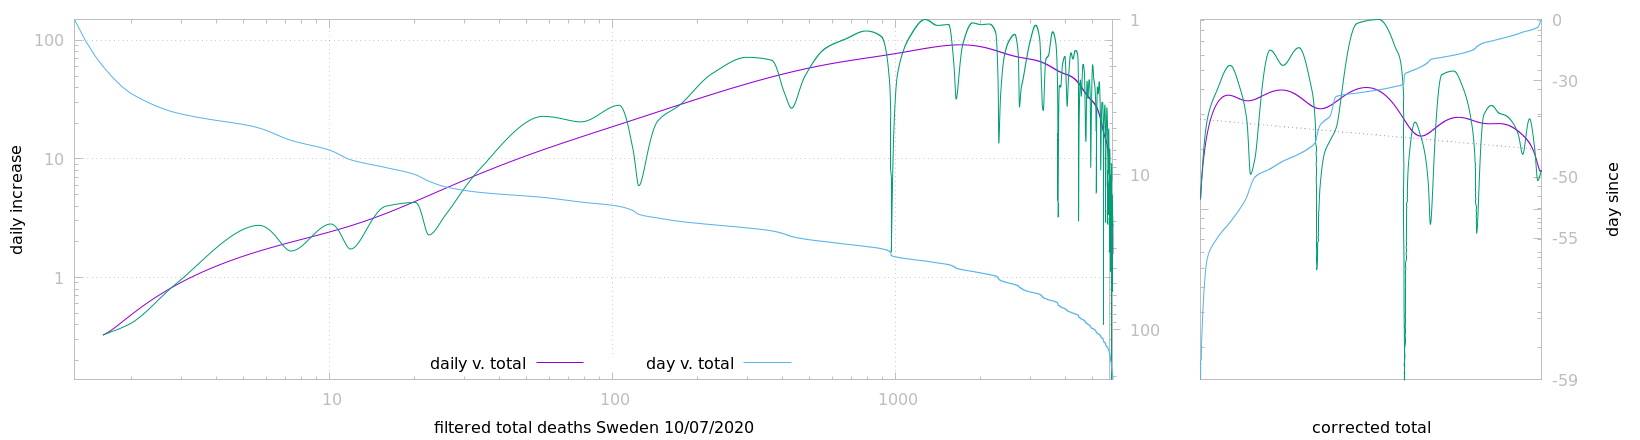 daily increase
100
10
1
1
10
100
daily v. total
day v. total
10
100
1000
filtered total deaths Sweden 10/07/2020
0
-30
-50
-55
-59
day since
corrected total